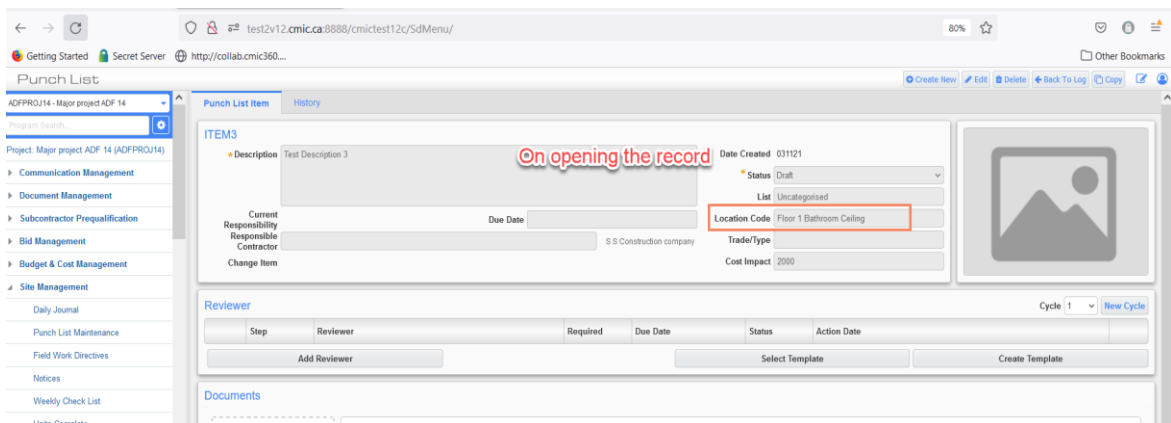 test2v12.cmic.ca:8888/cmictest12c/SdMenu/
80%
Getting Started
Secret Server
http://collab.cmic360....
Other Bookmarks
Punch List
Create New
Edit
Delete
Back To Log
Copy
ADFPROJ14 - Major project ADF 14
Program Search...
Project: Major project ADF 14 (ADFPROJ14)
Communication Management
Document Management
Subcontractor Prequalification
Bid Management
Budget & Cost Management
Site Management
Daily Journal
Punch List Maintenance
Field Work Directives
Notices
Weekly Check List
Punch List Item
History
ITEM3
*Description Test Description 3
On opening the record
Date Created 031121
* Status Draft
List Uncategorised
Location Code Floor 1 Bathroom Ceiling
Trade/Type
Cost Impact 2000
Current
Responsibility
Due Date
Responsible
Contractor
S S Construction company
Change Item
Reviewer
Cycle 1
New Cycle
Step Reviewer Required Due Date Status Action Date
Add Reviewer
Select Template
Create Template
Documents